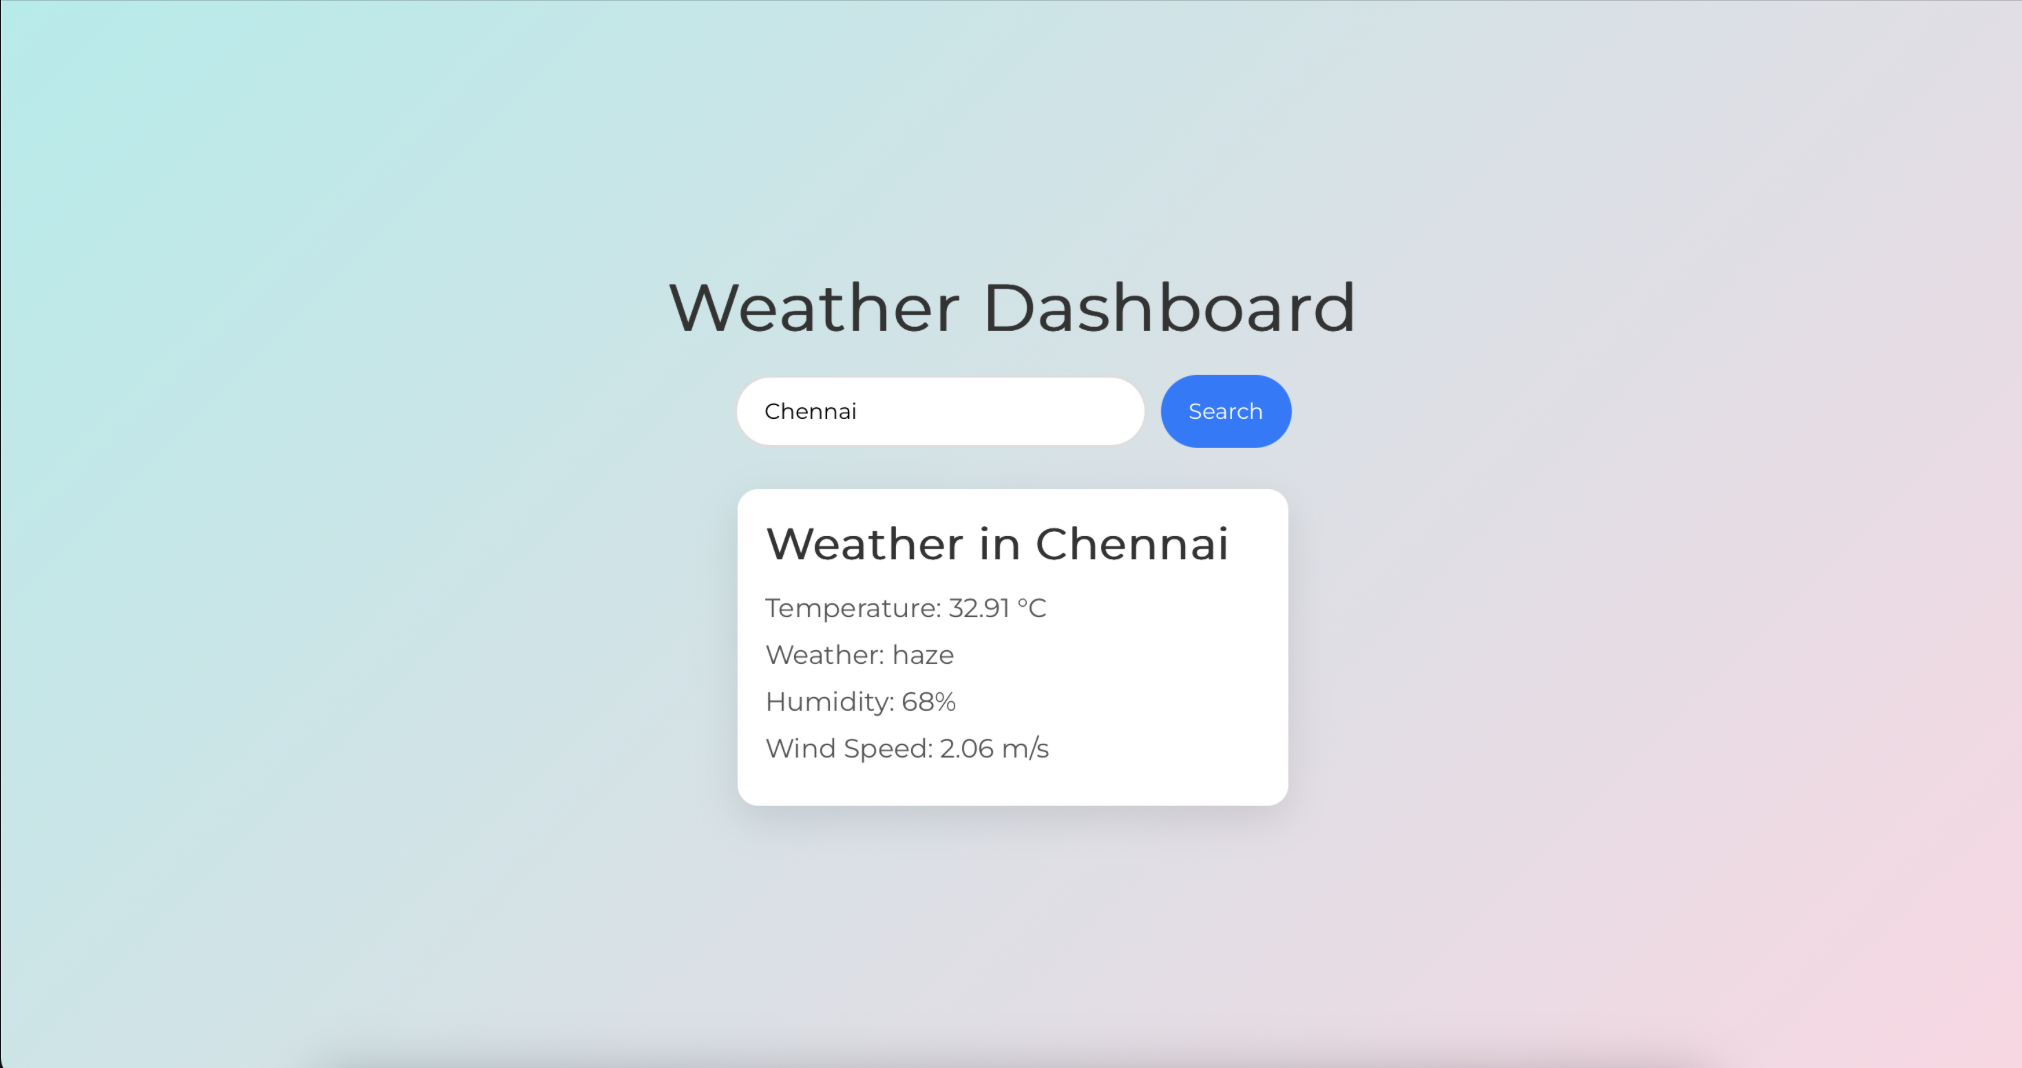 Weather Dashboard
Chennai
Search
Weather in Chennai
Temperature: 32.91 °C
Weather: haze
Humidity: 68%
Wind Speed: 2.06 m/s